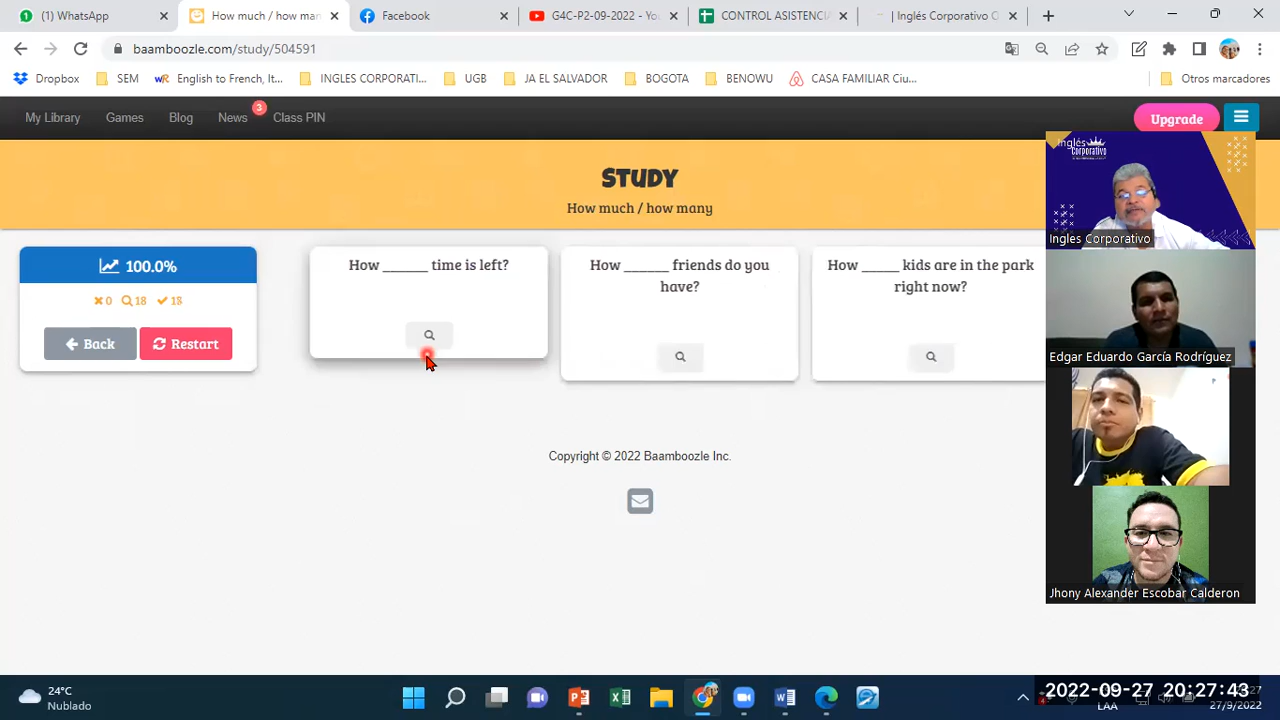 (1) WhatsApp
How much / how man
Facebook
G4C-P2-09-2022 - Yo
CONTROL ASISTENCIA
| Inglés Corporativo G
baamboozle.com/study/504591
Dropbox
SEM
English to French, It...
INGLES CORPORATI...
UGB
JA EL SALVADOR
BOGOTA
BENOWU
CASA FAMILIAR Ciu...
Otros marcadores
My Library
Games
Blog
News
3
Class PIN
Upgrade
STUDY
How much / how many
100.0%
0
18
18
Back
Restart
How ______ time is left?
How ______ friends do you
have?
How _____ kids are in the park
right now?
Inglés
Corporativo
Ingles Corporativo
Edgar Eduardo García Rodríguez
Jhony Alexander Escobar Calderon
Copyright © 2022 Baamboozle Inc.
24°C
Nublado
LAA
2022-09-27 20:27:43
27/9/2022